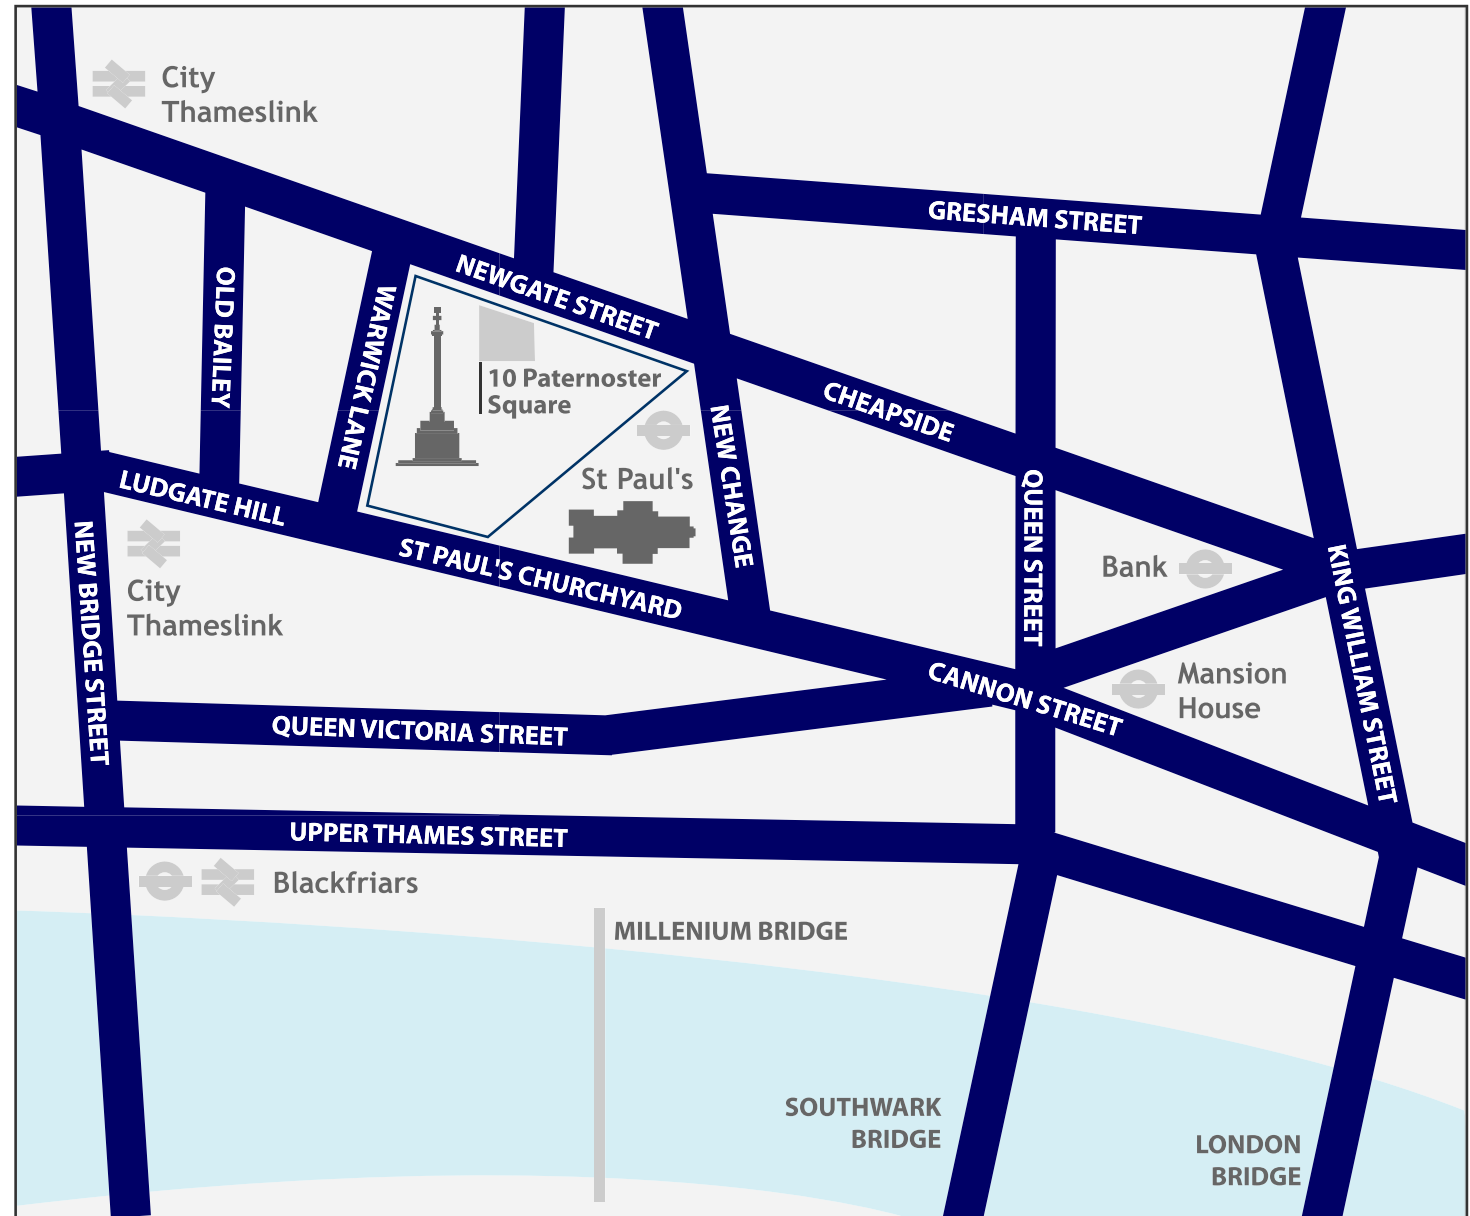 City
Thameslink
GRESHAM STREET
NEWGATE STREET
OLD BAILEY
WARWICK LANE
10 Paternoster
Square
CHEAPSIDE
NEW CHANGE
St Paul's
LUDGATE HILL
QUEEN STREET
NEW BRIDGE STREET
City
Thameslink
ST PAUL'S CHURCHYARD
Bank
KING WILLIAM STREET
Mansion
House
CANNON STREET
QUEEN VICTORIA STREET
UPPER THAMES STREET
Blackfriars
MILLENIUM BRIDGE
SOUTHWARK
BRIDGE
LONDON
BRIDGE